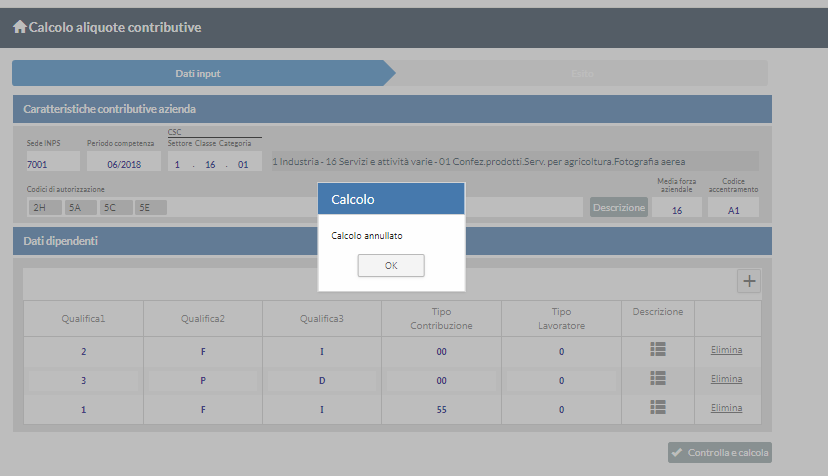 Calcolo aliquote contributive
Dati input
Esito
Caratteristiche contributive azienda
CSC
Sede INPS Periodo competenza Settore Classe Categoria
7001 06/2018 1 . 16 . 01 1 Industria - 16 Servizi e attività varie - 01 Confez.prodotti.Serv. per agricoltura.Fotografia aerea
Codici di autorizzazione Media forza aziendale Codice accentramento
2H 5A 5C 5E Descrizione 16 A1
Calcolo
Calcolo annullato
OK
Dati dipendenti
+
Qualifica1 Qualifica2 Qualifica3 Tipo Contribuzione Tipo Lavoratore Descrizione
2 F I 00 0 Elimina
3 P D 00 0 Elimina
1 F I 55 0 Elimina
Controlla e calcola